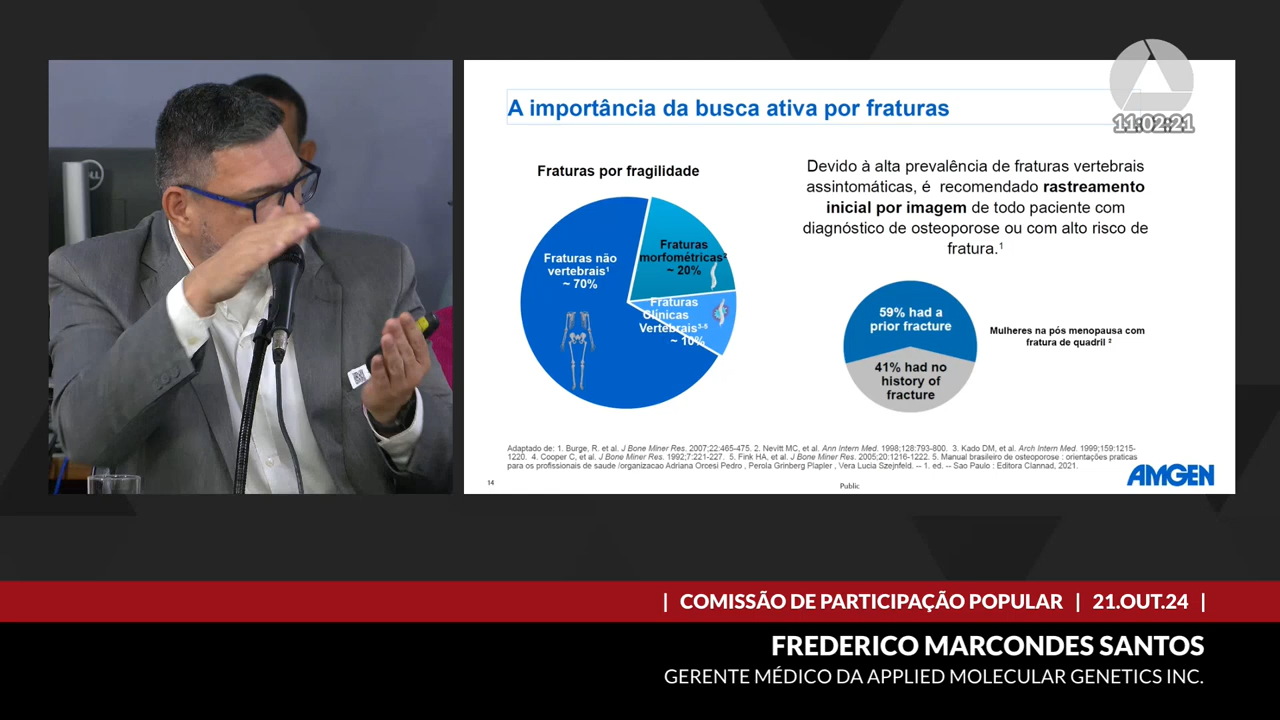 DELL
11:02:21
A importância da busca ativa por fraturas
Fraturas por fragilidade
Fraturas não
vertebrais¹
~ 70%
Fraturas
morfométricas²
~ 20%
Fraturas
Clínicas
Vertebrais³⁻⁵
~ 10%
Devido à alta prevalência de fraturas vertebrais
assintomáticas, é recomendado rastreamento
inicial por imagem de todo paciente com
diagnóstico de osteoporose ou com alto risco de
fratura.¹
59% had a
prior fracture
41% had no
history of
fracture
Mulheres na pós menopausa com
fratura de quadril ²
Adaptado de: 1. Burge, R. et al. J Bone Miner Res. 2007;22:465-475. 2. Nevitt MC, et al. Ann Intern Med. 1998;128:793-800. 3. Kado DM, et al. Arch Intern Med. 1999;159:1215-
1220. 4. Cooper C, et al. J Bone Miner Res. 1992;7:221-227. 5. Fink HA, et al. J Bone Miner Res. 2005;20:1216-1222. 5. Manual brasileiro de osteoporose : orientações praticas
para os profissionais de saude /organizacao Adriana Orcesi Pedro , Perola Grinberg Plapler , Vera Lucia Szejnfeld. -- 1. ed. -- Sao Paulo : Editora Clannad, 2021.
14
Public
AMGEN
| COMISSÃO DE PARTICIPAÇÃO POPULAR | 21.OUT.24 |
FREDERICO MARCONDES SANTOS
GERENTE MÉDICO DA APPLIED MOLECULAR GENETICS INC.